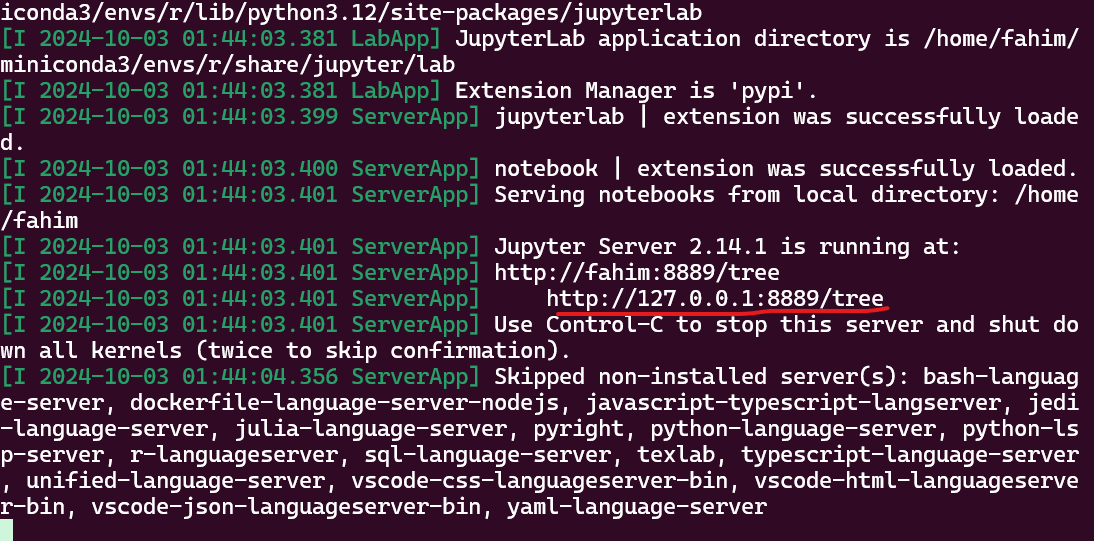 iconda3/envs/r/lib/python3.12/site-packages/jupyterlab
[I 2024-10-03 01:44:03.381 LabApp] JupyterLab application directory is /home/fahim/
miniconda3/envs/r/share/jupyter/lab
[I 2024-10-03 01:44:03.381 LabApp] Extension Manager is 'pypi'.
[I 2024-10-03 01:44:03.399 ServerApp] jupyterlab | extension was successfully loade
d.
[I 2024-10-03 01:44:03.400 ServerApp] notebook | extension was successfully loaded.
[I 2024-10-03 01:44:03.401 ServerApp] Serving notebooks from local directory: /home
/fahim
[I 2024-10-03 01:44:03.401 ServerApp] Jupyter Server 2.14.1 is running at:
[I 2024-10-03 01:44:03.401 ServerApp] http://fahim:8889/tree
[I 2024-10-03 01:44:03.401 ServerApp]     http://127.0.0.1:8889/tree
[I 2024-10-03 01:44:03.401 ServerApp] Use Control-C to stop this server and shut do
wn all kernels (twice to skip confirmation).
[I 2024-10-03 01:44:04.356 ServerApp] Skipped non-installed server(s): bash-languag
e-server, dockerfile-language-server-nodejs, javascript-typescript-langserver, jedi
-language-server, julia-language-server, pyright, python-language-server, python-ls
p-server, r-languageserver, sql-language-server, texlab, typescript-language-server
, unified-language-server, vscode-css-languageserver-bin, vscode-html-languageserve
r-bin, vscode-json-languageserver-bin, yaml-language-server